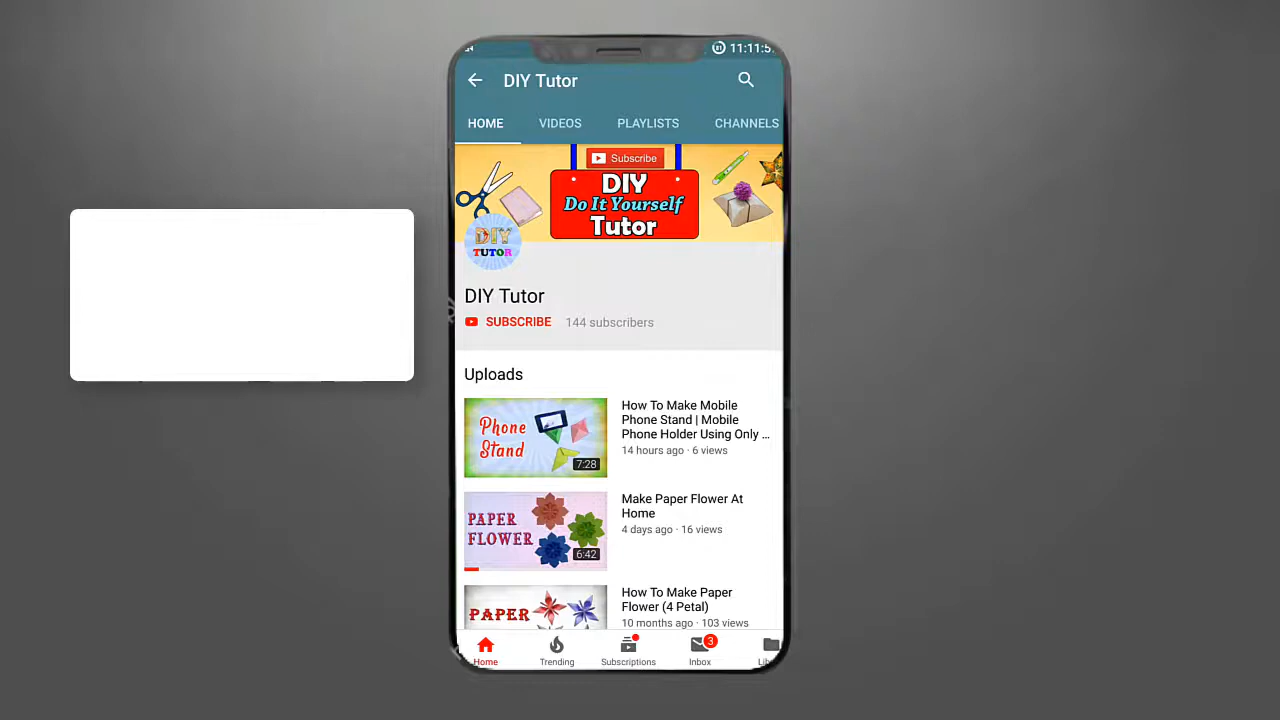 11:11:5
DIY Tutor
HOME VIDEOS PLAYLISTS CHANNELS
Subscribe
DIY
Do It Yourself
Tutor
DIY
TUTOR
DIY Tutor
SUBSCRIBE 144 subscribers
Uploads
Phone
Stand
7:28
How To Make Mobile
Phone Stand | Mobile
Phone Holder Using Only ...
14 hours ago · 6 views
PAPER
FLOWER
6:42
Make Paper Flower At
Home
4 days ago · 16 views
PAPER
How To Make Paper
Flower (4 Petal)
10 months ago · 103 views
3
Home Trending Subscriptions Inbox